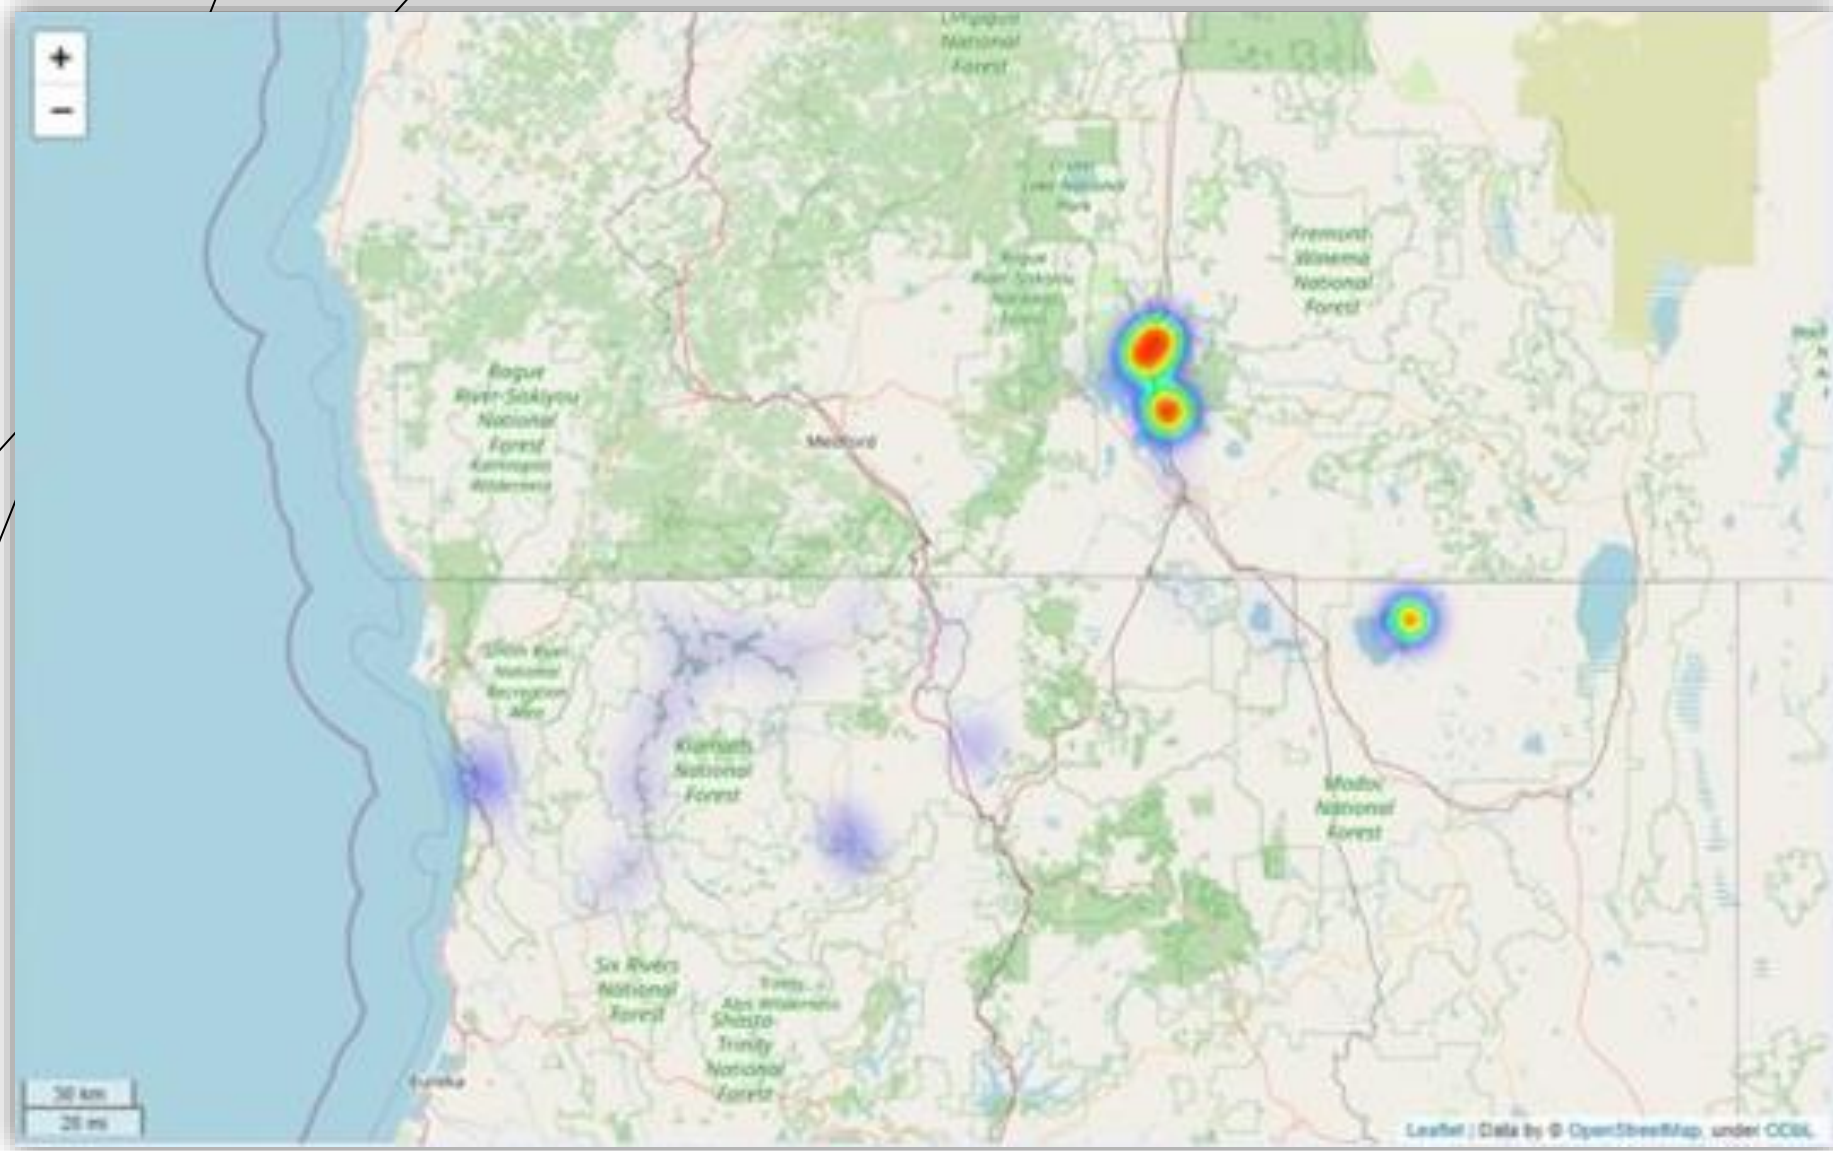 +
−
Umpqua
National
Forest
Lake National
Park
Rogue
River-Siskiyou
National
Forest
Fremont-
Winema
National
Forest
Rogue
River-Siskiyou
National
Forest
Kalmiopsis
Wilderness
Medford
Smith River
National
Recreation
Area
Klamath
National
Forest
Modoc
National
Forest
Six Rivers
National
Forest
Trinity
Alps Wilderness
Shasta-
Trinity
National
Forest
Eureka
30 km
20 mi
Leaflet | Data by © OpenStreetMap, under ODbL.